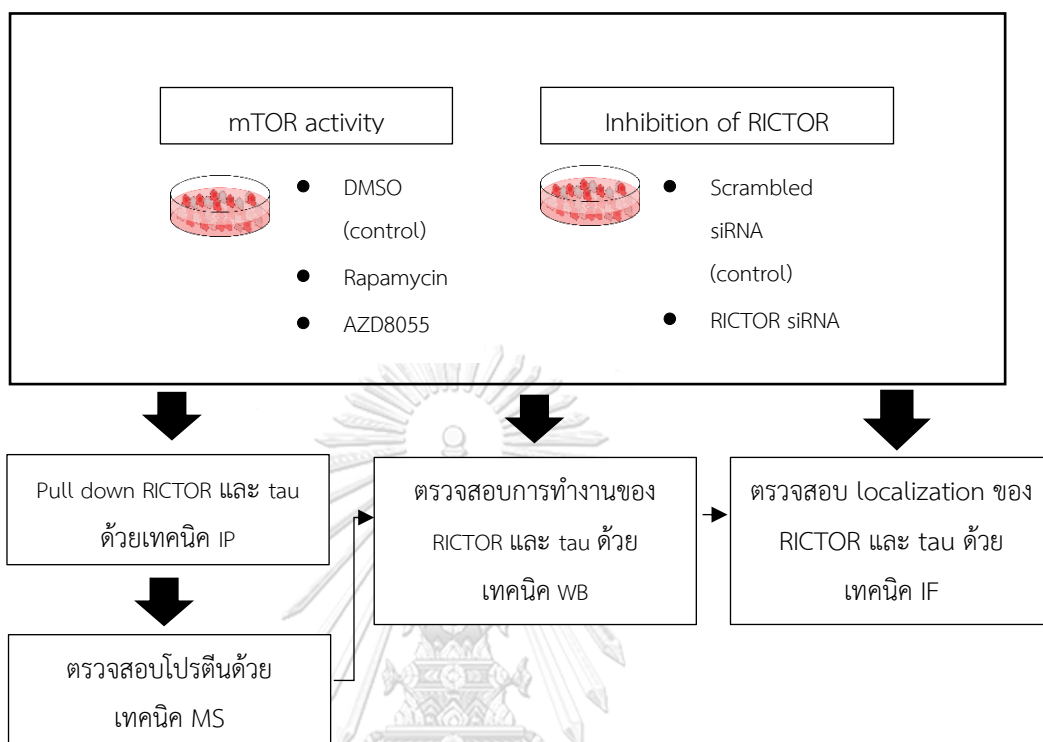 mTOR activity
● DMSO
(control)
● Rapamycin
● AZD8055
Inhibition of RICTOR
● Scrambled
siRNA
(control)
● RICTOR siRNA
Pull down RICTOR และ tau
ด้วยเทคนิค IP
ตรวจสอบโปรตีนด้วย
เทคนิค MS
ตรวจสอบการทำงานของ
RICTOR และ tau ด้วย
เทคนิค WB
ตรวจสอบ localization ของ
RICTOR และ tau ด้วย
เทคนิค IF